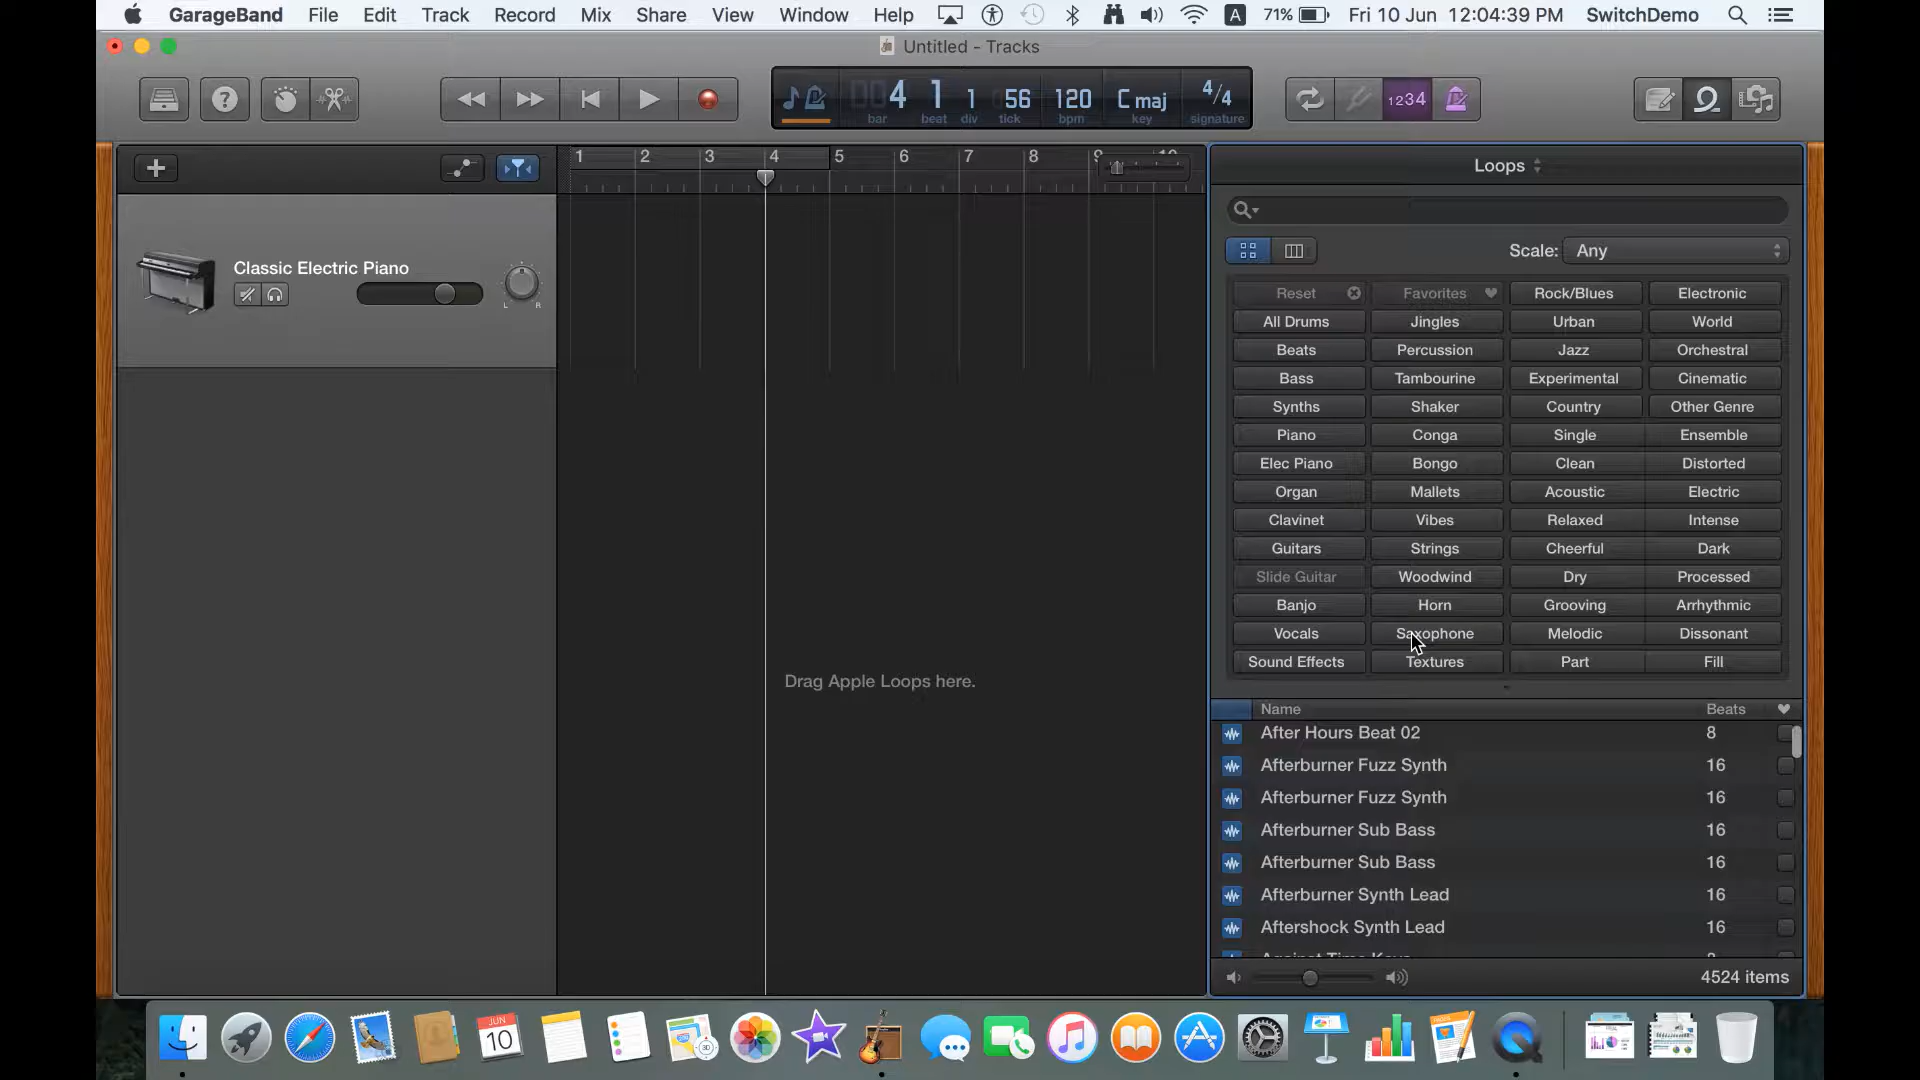 GarageBand File Edit Track Record Mix Share View Window Help A 71% Fri 10 Jun 12:04:39 PM SwitchDemo
Untitled - Tracks
? 004 1 1 56 120 C maj 4/4 1234
bar beat div tick bpm key signature
1 2 3 4 5 6 7 8 9 10
Classic Electric Piano
L R
Drag Apple Loops here.
Loops
Scale: Any
Reset Favorites Rock/Blues Electronic
All Drums Jingles Urban World
Beats Percussion Jazz Orchestral
Bass Tambourine Experimental Cinematic
Synths Shaker Country Other Genre
Piano Conga Single Ensemble
Elec Piano Bongo Clean Distorted
Organ Mallets Acoustic Electric
Clavinet Vibes Relaxed Intense
Guitars Strings Cheerful Dark
Slide Guitar Woodwind Dry Processed
Banjo Horn Grooving Arrhythmic
Vocals Saxophone Melodic Dissonant
Sound Effects Textures Part Fill
Name Beats
After Hours Beat 02 8
Afterburner Fuzz Synth 16
Afterburner Fuzz Synth 16
Afterburner Sub Bass 16
Afterburner Sub Bass 16
Afterburner Synth Lead 16
Aftershock Synth Lead 16
4524 items
JUN
10